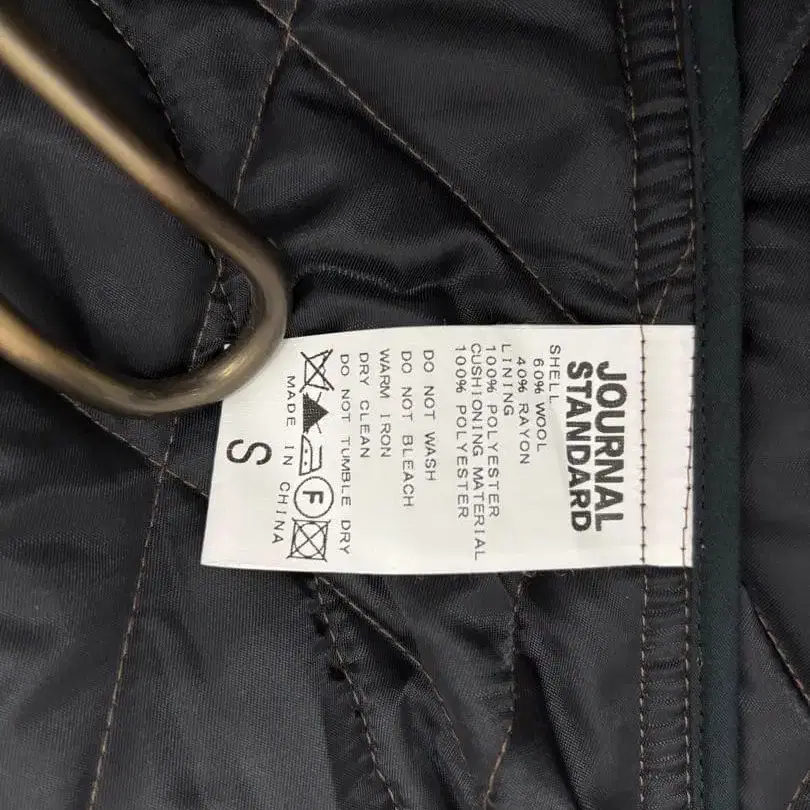 JOURNAL
STANDARD
SHELL
60% WOOL
40% RAYON
LINING
100% POLYESTER
CUSHIONING MATERIAL
100% POLYESTER
DO NOT WASH
DO NOT BLEACH
WARM IRON
DRY CLEAN
DO NOT TUMBLE DRY
F
MADE IN CHINA
S